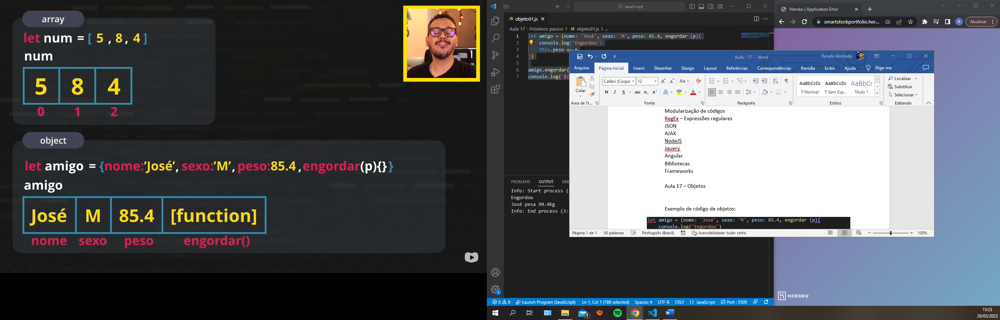 array
let num = [ 5 , 8 , 4 ]
num
5 8 4
0 1 2
object
let amigo = {nome:’José’, sexo:’M’, peso:85.4 ,engordar(p){} }
amigo
José M 85.4 [function]
nome sexo peso engordar()
JavaScript
JS objeto01.js
Aula 17 - Próximos passos > JS objeto01.js > ...
1 let amigo = {nome: 'José', sexo: 'M', peso: 85.4, engordar (p){
2 console.log('Engordou')
3 this.peso += p
4 }}
5
6 amigo.engordar(
7 console.log(`${
PROBLEMS OUTPUT DEB
Info: Start process (
Engordou
José pesa 90.4Kg
Info: End process (3:
1
0 0 Launch Program (JavaScript) Ln 1, Col 1 (188 selected) Spaces: 4 UTF-8 CRLF {} JavaScript Port : 5500
Aula - 17 - Word
Renato Andrade
Arquivo Página Inicial Inserir Desenhar Design Layout Referências Correspondências Revisão Exibir Ajuda Diga-me
Colar
Calibri (Corpo) 12
Aa
N I S abc x₂ x²
AaBbCcDc AaBbCcDc AaBbCc
¶ Normal ¶ Sem Esp... Título 1
Localizar
Substituir
Selecionar
Área de Tr... Fonte Parágrafo Estilos Editando
Modularização de códigos
RegEx – Expressões regulares
JSON
AJAX
NodeJS
Jquery
Angular
Bibliotecas
Frameworks
Aula 17 – Objetos
Exemplo de código de objetos:
let amigo = {nome: 'José', sexo: 'M', peso: 85.4, engordar (p){
console.log('Engordou')
Página 1 de 1 50 palavras Português (Brasil) Acessibilidade: tudo certo 100%
Heroku | Application Error
smartstockportfolio.her...
R
Atualizar
HEROKU
1
15:23
20/03/2023